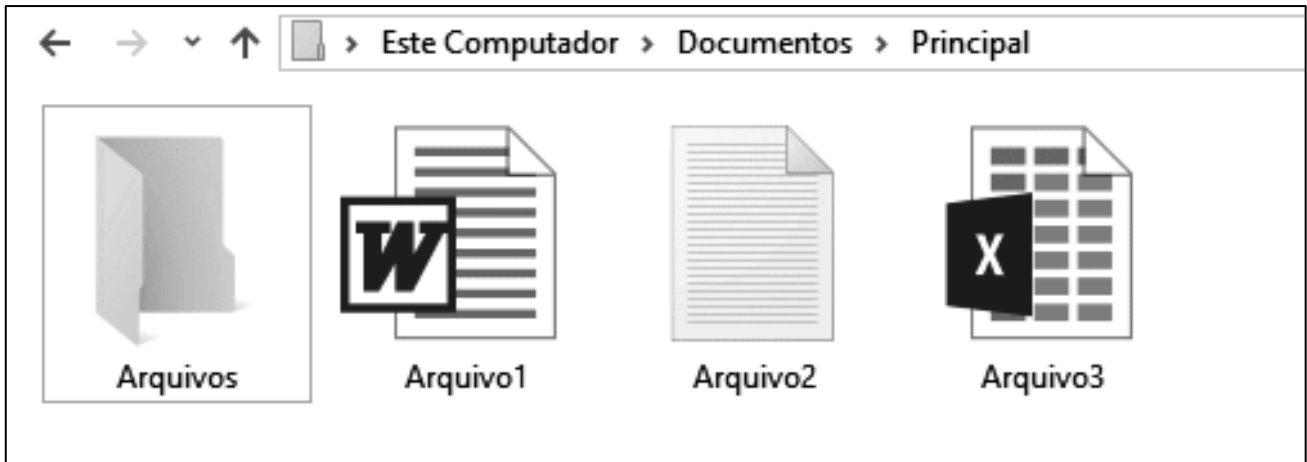 Este Computador > Documentos > Principal
W
X
Arquivos
Arquivo1
Arquivo2
Arquivo3